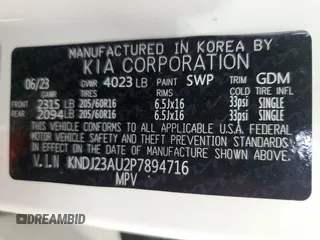 MANUFACTURED IN KOREA BY
KIA CORPORATION
06/23 GVWR 4023 LB PAINT SWP TRIM GDM
GAWR TIRES RIMS COLD TIRE INFL
FRONT 2315 LB 205/60R16 6.5Jx16 33psi SINGLE
REAR 2094 LB 205/60R16 6.5Jx16 33psi SINGLE
THIS VEHICLE CONFORMS TO ALL APPLICABLE
U.S.A. FEDERAL MOTOR VEHICLE SAFETY, BUMPER
AND THEFT PREVENTION STANDARDS IN EFFECT
ON THE DATE OF MANUFACTURE SHOWN ABOVE.
V.I.N KNDJ23AU2P7894716
MPV
DREAMBID